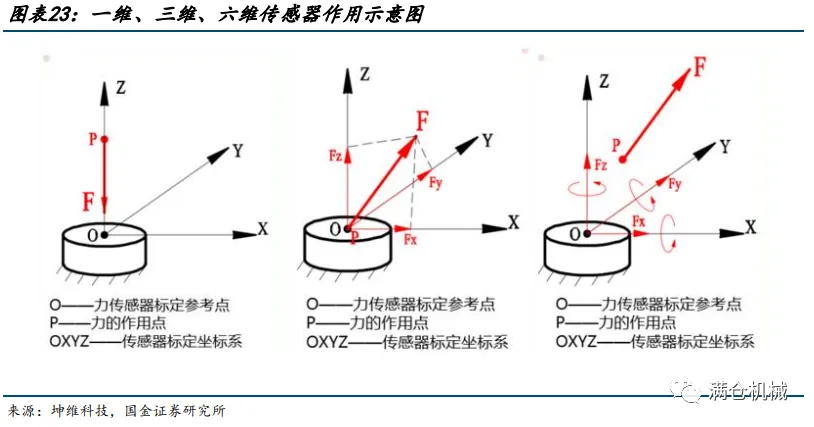 图表23：一维、三维、六维传感器作用示意图
Z
P
Y
F
O
X
O——力传感器标定参考点
P——力的作用点
OXYZ——传感器标定坐标系
Z
F
Y
Fz
Fy
O
P
Fx
X
O——力传感器标定参考点
P——力的作用点
OXYZ——传感器标定坐标系
Z
F
P
Y
Fz
Fy
O
Fx
X
O——力传感器标定参考点
P——力的作用点
OXYZ——传感器标定坐标系
满仓机械
来源：坤维科技，国金证券研究所